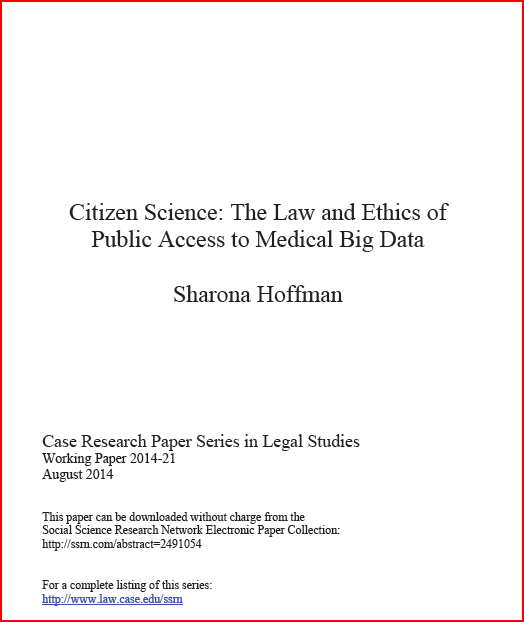 Citizen Science: The Law and Ethics of
Public Access to Medical Big Data
Sharona Hoffman
Case Research Paper Series in Legal Studies
Working Paper 2014-21
August 2014
This paper can be downloaded without charge from the
Social Science Research Network Electronic Paper Collection:
http://ssrn.com/abstract=2491054
For a complete listing of this series:
http://www.law.case.edu/ssrn